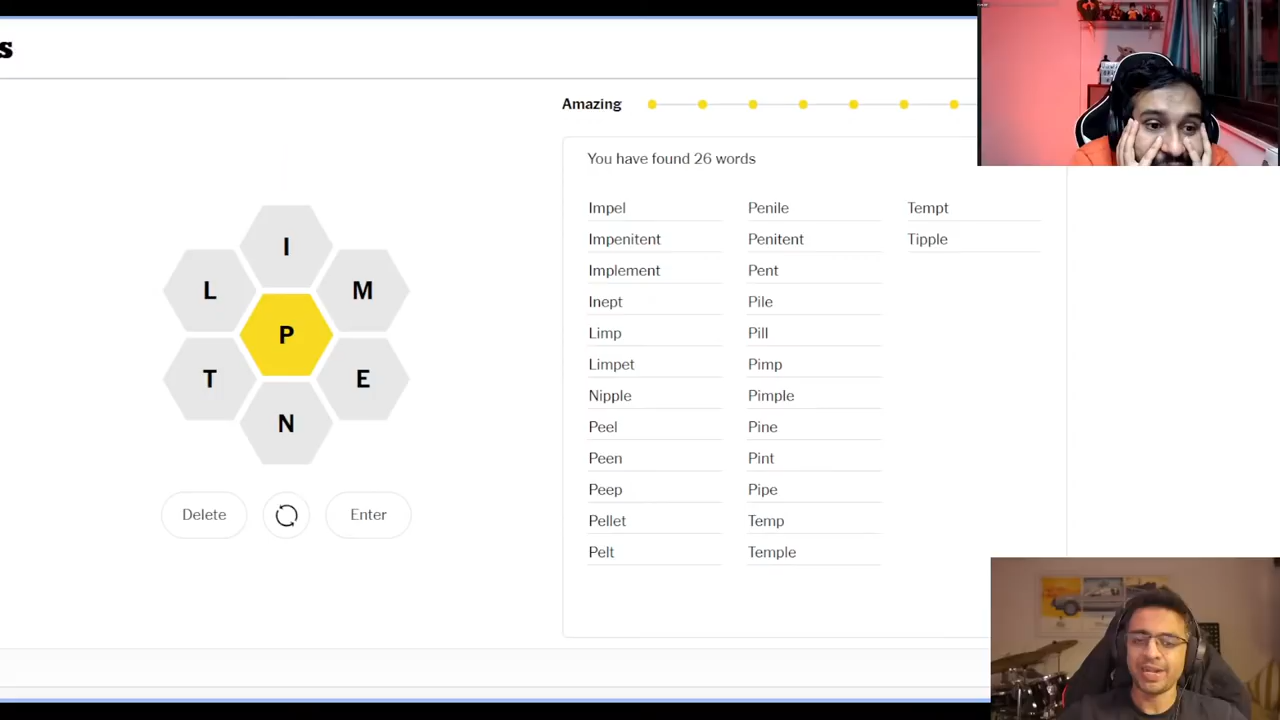 s
Amazing
You have found 26 words
Impel
Impenitent
Implement
Inept
Limp
Limpet
Nipple
Peel
Peen
Peep
Pellet
Pelt
Penile
Penitent
Pent
Pile
Pill
Pimp
Pimple
Pine
Pint
Pipe
Temp
Temple
Tempt
Tipple
I
L
M
P
T
E
N
Delete
Enter